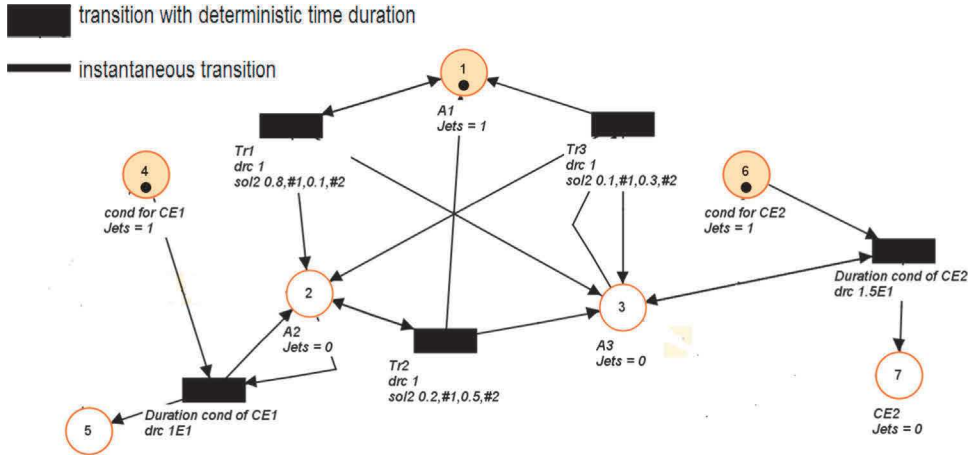 transition with deterministic time duration
instantaneous transition
1
A1
Jets = 1
Tr1
drc 1
sol2 0.8,#1,0.1,#2
Tr3
drc 1
sol2 0.1,#1,0.3,#2
4
cond for CE1
Jets = 1
6
cond for CE2
Jets = 1
2
A2
Jets = 0
3
A3
Jets = 0
Duration cond of CE2
drc 1.5E1
Tr2
drc 1
sol2 0.2,#1,0.5,#2
7
CE2
Jets = 0
Duration cond of CE1
drc 1E1
5